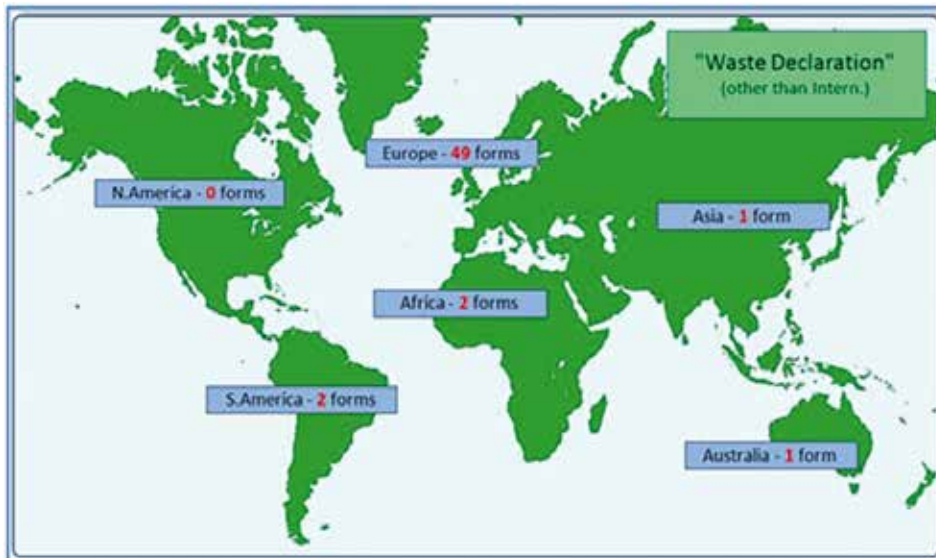 "Waste Declaration"
(other than Intern.)
Europe - 49 forms
N.America - 0 forms
Asia - 1 form
Africa - 2 forms
S.America - 2 forms
Australia - 1 form